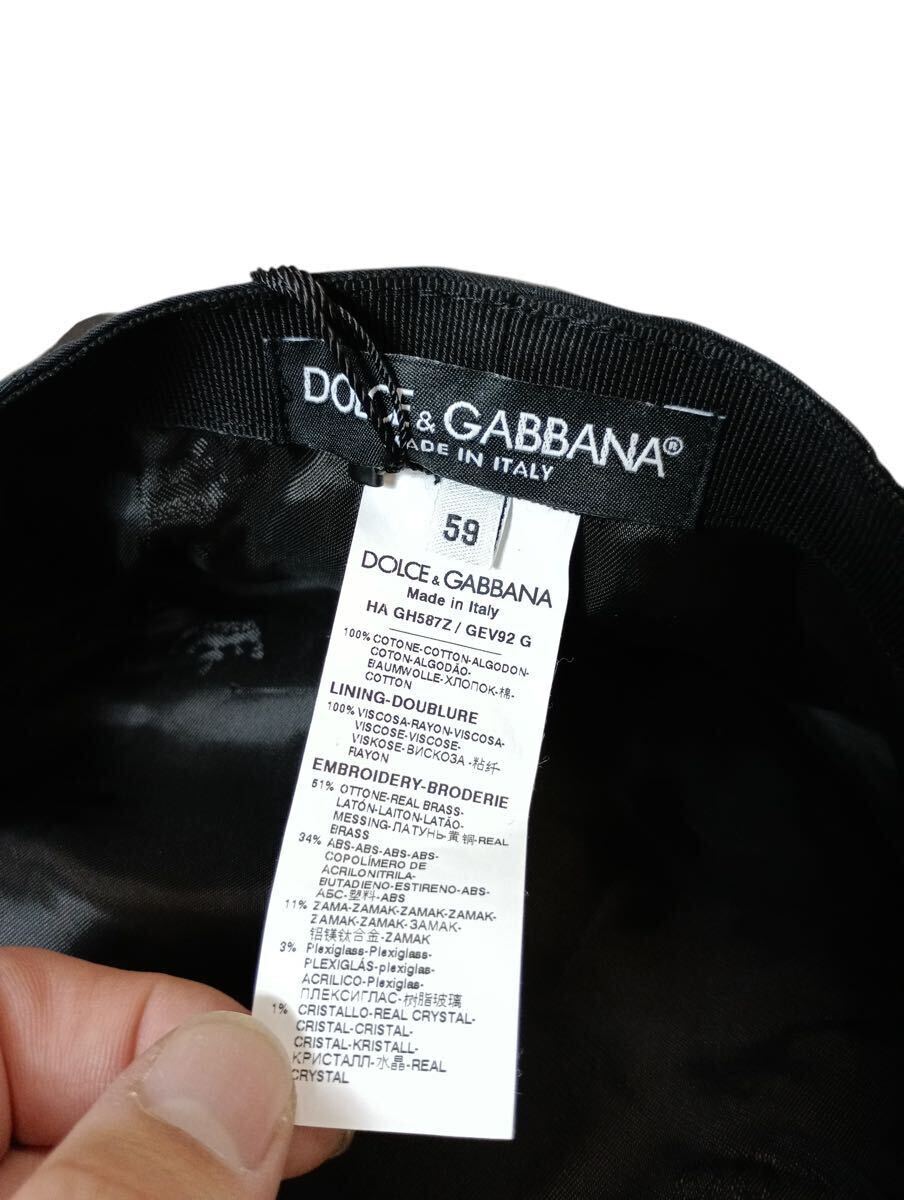 DOLCE & GABBANA®
MADE IN ITALY
59
DOLCE & GABBANA
Made in Italy
HA GH587Z / GEV92 G
100% COTONE-COTTON-ALGODON-
COTON-ALGODÃO-
BAUMWOLLE-ХЛОПОК-棉-
COTTON
LINING-DOUBLURE
100% VISCOSA-RAYON-VISCOSA-
VISCOSE-VISCOSE-
VISKOSE-ВИСКОЗА-粘纤-
RAYON
EMBROIDERY-BRODERIE
51% OTTONE-REAL BRASS-
LATÓN-LAITON-LATÃO-
MESSING-ЛАТУНЬ-黄铜-REAL
BRASS
34% ABS-ABS-ABS-ABS-
COPOLÍMERO DE
ACRILONITRILA-
BUTADIENO-ESTIRENO-ABS-
АБС-塑料-ABS
11% ZAMA-ZAMAK-ZAMAK-ZAMAK-
ZAMAK-ZAMAK-ЗАМАК-
铝镁钛合金-ZAMAK
3% Plexiglass-Plexiglass-
PLEXIGLÁS-plexiglas-
ACRILICO-Plexiglas-
ПЛЕКСИГЛАС-树脂玻璃
1% CRISTALLO-REAL CRYSTAL-
CRISTAL-CRISTAL-
CRISTAL-KRISTALL-
КРИСТАЛЛ-水晶-REAL
CRYSTAL